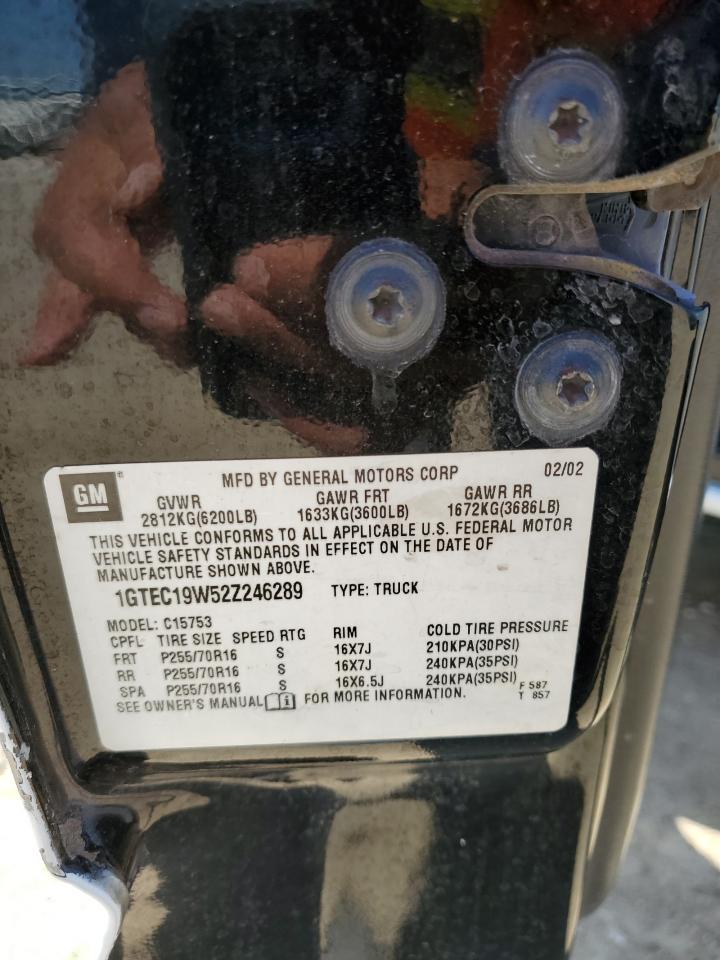 GM
MFD BY GENERAL MOTORS CORP 02/02
GVWR GAWR FRT GAWR RR
2812KG(6200LB) 1633KG(3600LB) 1672KG(3686LB)
THIS VEHICLE CONFORMS TO ALL APPLICABLE U.S. FEDERAL MOTOR
VEHICLE SAFETY STANDARDS IN EFFECT ON THE DATE OF
MANUFACTURE SHOWN ABOVE.
1GTEC19W52Z246289 TYPE: TRUCK
MODEL: C15753
CPFL TIRE SIZE SPEED RTG RIM COLD TIRE PRESSURE
FRT P255/70R16 S 16X7J 210KPA(30PSI)
RR P255/70R16 S 16X7J 240KPA(35PSI)
SPA P255/70R16 S 16X6.5J 240KPA(35PSI)
SEE OWNER'S MANUAL FOR MORE INFORMATION.
F 587
T 857